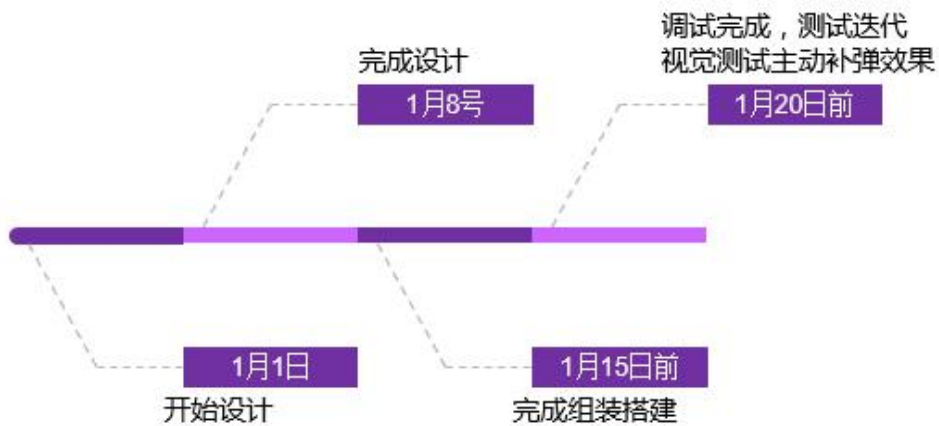 调试完成，测试迭代
视觉测试主动补弹效果
完成设计
1月8号
1月20日前
1月1日
1月15日前
开始设计
完成组装搭建